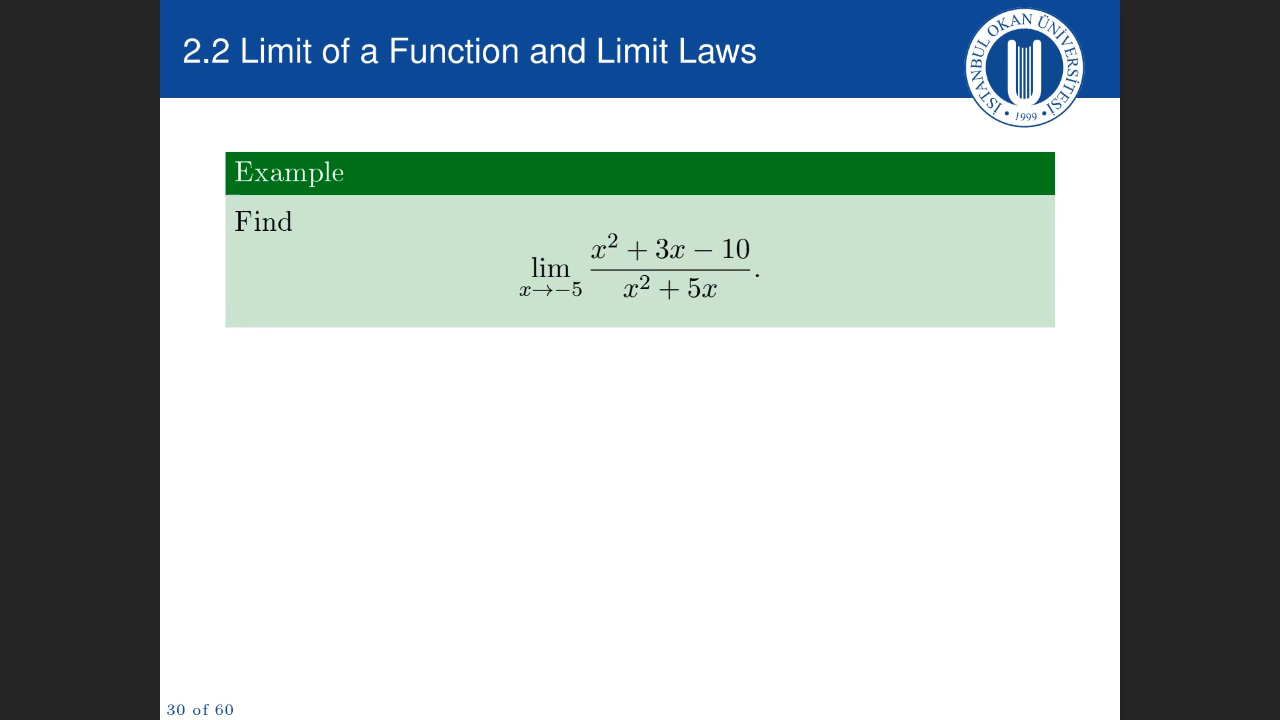 2.2 Limit of a Function and Limit Laws
İSTANBUL OKAN ÜNİVERSİTESİ
• 1999 •
Example
Find
lim x→−5 (x² + 3x − 10)/(x² + 5x).
30 of 60